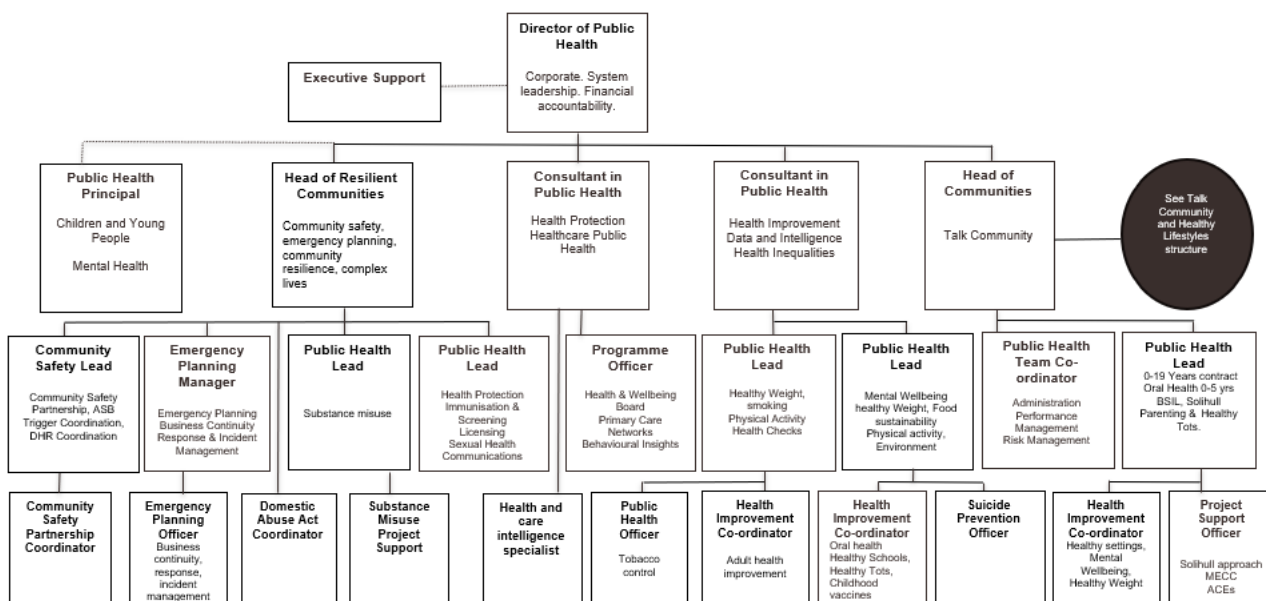 Director of Public
Health
Corporate. System
leadership. Financial
accountability.
Executive Support
Public Health
Principal
Children and Young
People
Mental Health
Head of Resilient
Communities
Community safety,
emergency planning,
community
resilience, complex
lives
Consultant in
Public Health
Health Protection
Healthcare Public
Health
Consultant in
Public Health
Health Improvement
Data and Intelligence
Health Inequalities
Head of
Communities
Talk Community
See Talk
Community
and Healthy
Lifestyles
structure
Community
Safety Lead
Community Safety
Partnership, ASB
Trigger Coordination,
DHR Coordination
Emergency
Planning
Manager
Emergency Planning
Business Continuity
Response & Incident
Management
Public Health
Lead
Substance misuse
Public Health
Lead
Health Protection
Immunisation &
Screening
Licensing
Sexual Health
Communications
Programme
Officer
Health & Wellbeing
Board
Primary Care
Networks
Behavioural Insights
Public Health
Lead
Healthy Weight,
smoking
Physical Activity
Health Checks
Public Health
Lead
Mental Wellbeing
healthy Weight, Food
sustainability
Physical activity,
Environment
Public Health
Team Co-
ordinator
Administration
Performance
Management
Risk Management
Public Health
Lead
0-19 Years contract
Oral Health 0-5 yrs
BSIL, Solihull
Parenting & Healthy
Tots.
Community
Safety
Partnership
Coordinator
Emergency
Planning
Officer
Business
continuity,
response,
incident
management
Domestic
Abuse Act
Coordinator
Substance
Misuse
Project
Support
Health and
care
intelligence
specialist
Public
Health
Officer
Tobacco
control
Health
Improvement
Co-ordinator
Adult health
improvement
Health
Improvement
Co-ordinator
Oral health
Healthy Schools,
Healthy Tots,
Childhood
vaccines
Suicide
Prevention
Officer
Health
Improvement
Co-ordinator
Healthy settings,
Mental
Wellbeing,
Healthy Weight
Project
Support
Officer
Solihull approach
MECC
ACEs